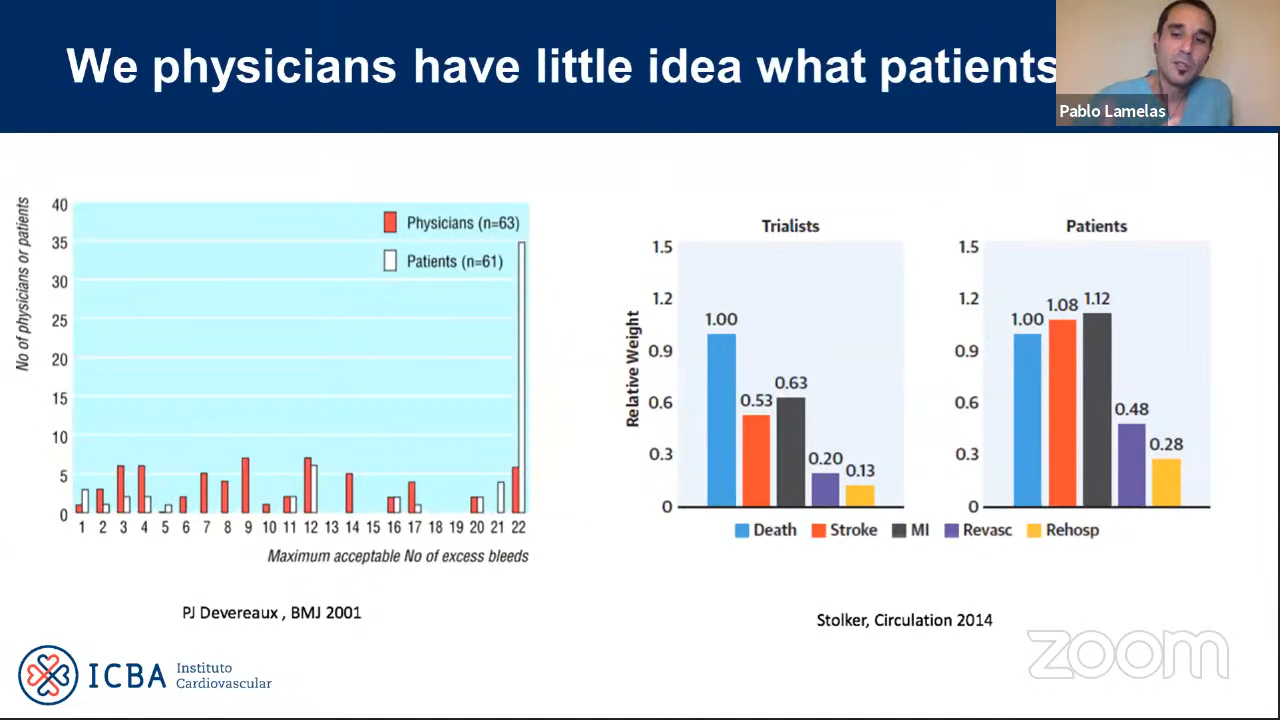 We physicians have little idea what patients
Pablo Lamelas
No of physicians or patients
40
35
30
25
20
15
10
5
0
Physicians (n=63)
Patients (n=61)
1 2 3 4 5 6 7 8 9 10 11 12 13 14 15 16 17 18 19 20 21 22
Maximum acceptable No of excess bleeds
PJ Devereaux , BMJ 2001
Relative Weight
Trialists
1.5
1.2
0.9
0.6
0.3
0
1.00
0.53
0.63
0.20
0.13
Patients
1.5
1.2
0.9
0.6
0.3
0
1.00
1.08
1.12
0.48
0.28
Death Stroke MI Revasc Rehosp
Stolker, Circulation 2014
ICBA
Instituto
Cardiovascular
zoom